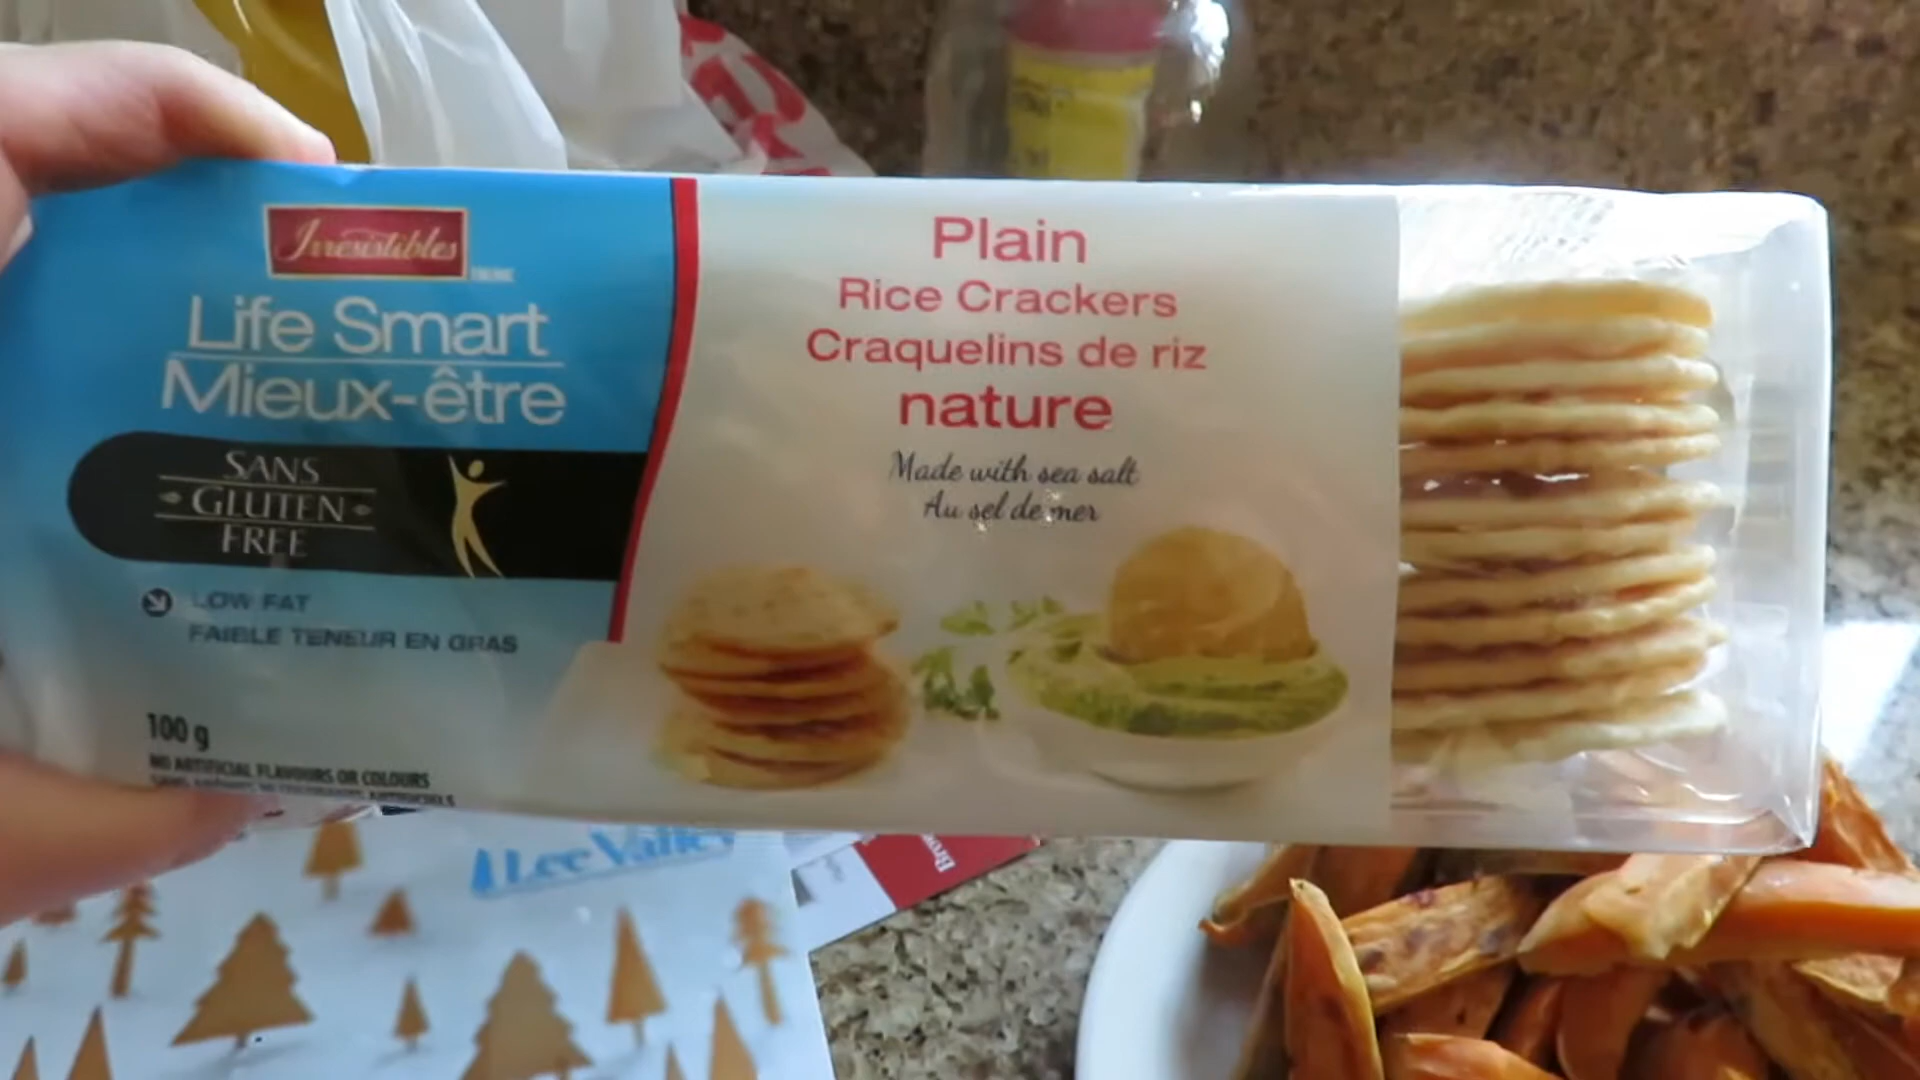 Irresistibles
Life Smart
Mieux-être
SANS
GLUTEN
FREE
LOW FAT
FAIBLE TENEUR EN GRAS
100 g
NO ARTIFICIAL FLAVOURS OR COLOURS
Plain
Rice Crackers
Craquelins de riz
nature
Made with sea salt
Au sel de mer
Lee Valley